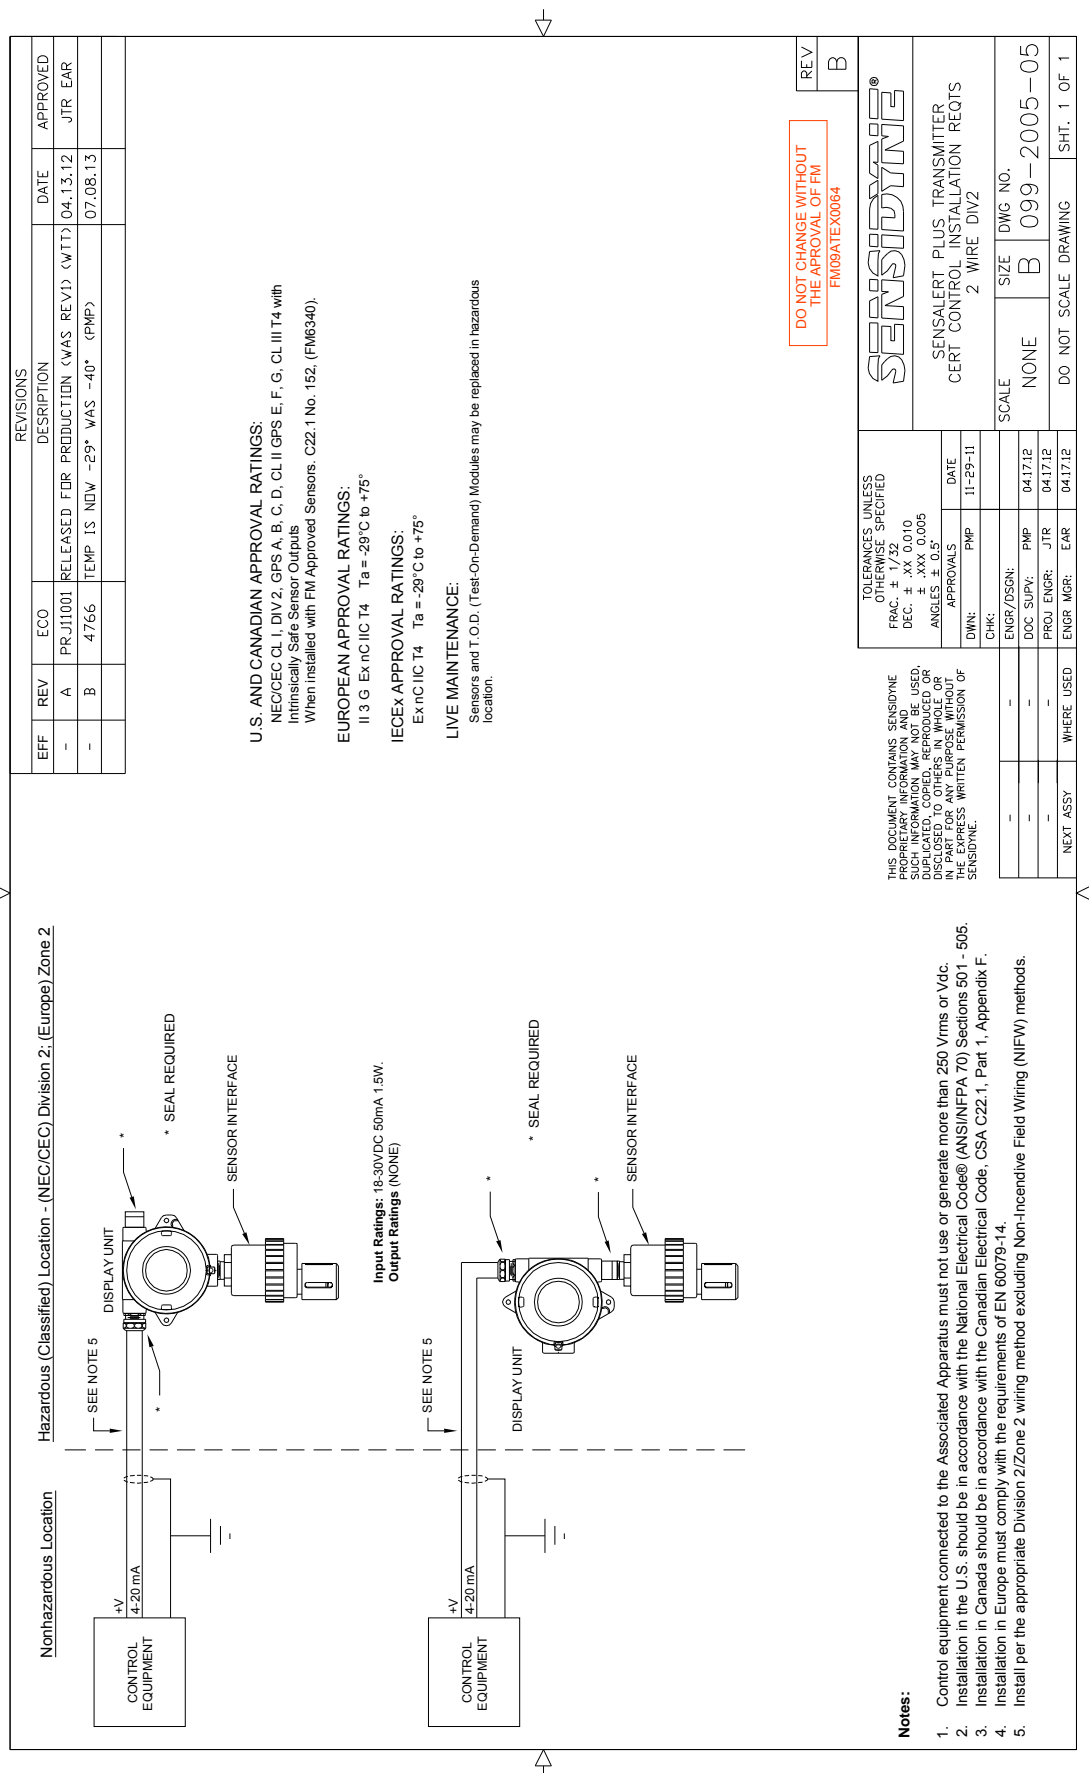 REVISIONS
EFF REV ECO DESRIPTION DATE APPROVED
- A PRJ11001 RELEASED FOR PRODUCTION (WAS REV1) (WTT) 04.13.12 JTR EAR
- B 4766 TEMP IS NOW -29° WAS -40° (PMP) 07.08.13
Nonhazardous Location
Hazardous (Classified) Location - (NEC/CEC) Division 2; (Europe) Zone 2
CONTROL
EQUIPMENT
+V
4-20 mA
SEE NOTE 5
*
DISPLAY UNIT
*
* SEAL REQUIRED
SENSOR INTERFACE
Input Ratings: 18-30VDC 50mA 1.5W.
Output Ratings (NONE)
CONTROL
EQUIPMENT
+V
4-20 mA
SEE NOTE 5
DISPLAY UNIT
*
* SEAL REQUIRED
*
SENSOR INTERFACE
U.S. AND CANADIAN APPROVAL RATINGS:
NEC/CEC CL I, DIV 2, GPS A, B, C, D, CL II GPS E, F, G, CL III T4 with
Intrinsically Safe Sensor Outputs
When installed with FM Approved Sensors. C22.1 No. 152, (FM6340).
EUROPEAN APPROVAL RATINGS:
II 3 G Ex nC IIC T4 Ta = -29°C to +75°
IECEx APPROVAL RATINGS:
Ex nC IIC T4 Ta = -29°C to +75°
LIVE MAINTENANCE:
Sensors and T.O.D. (Test-On-Demand) Modules may be replaced in hazardous
location.
Notes:
1. Control equipment connected to the Associated Apparatus must not use or generate more than 250 Vrms or Vdc.
2. Installation in the U.S. should be in accordance with the National Electrical Code® (ANSI/NFPA 70) Sections 501 - 505.
3. Installation in Canada should be in accordance with the Canadian Electrical Code, CSA C22.1, Part 1, Appendix F.
4. Installation in Europe must comply with the requirements of EN 60079-14.
5. Install per the appropriate Division 2/Zone 2 wiring method excluding Non-Incendive Field Wiring (NIFW) methods.
DO NOT CHANGE WITHOUT
THE APROVAL OF FM
FM09ATEX0064
REV
B
THIS DOCUMENT CONTAINS SENSIDYNE
PROPRIETARY INFORMATION AND
SUCH INFORMATION MAY NOT BE USED,
DUPLICATED, COPIED, REPRODUCED OR
DISCLOSED TO OTHERS IN WHOLE OR
IN PART FOR ANY PURPOSE WITHOUT
THE EXPRESS WRITTEN PERMISSION OF
SENSIDYNE.
- -
- -
- -
NEXT ASSY WHERE USED
TOLERANCES UNLESS
OTHERWISE SPECIFIED
FRAC. ± 1/32
DEC. ± .XX 0.010
± .XXX 0.005
ANGLES ± 0.5°
APPROVALS DATE
DWN: PMP 11-29-11
CHK:
ENGR/DSGN:
DOC SUPV: PMP 04.17.12
PROJ ENGR: JTR 04.17.12
ENGR MGR: EAR 04.17.12
SENSIDYNE®
SENSALERT PLUS TRANSMITTER
CERT CONTROL INSTALLATION REQTS
2 WIRE DIV2
SCALE NONE
SIZE B
DWG NO. 099-2005-05
DO NOT SCALE DRAWING SHT. 1 OF 1